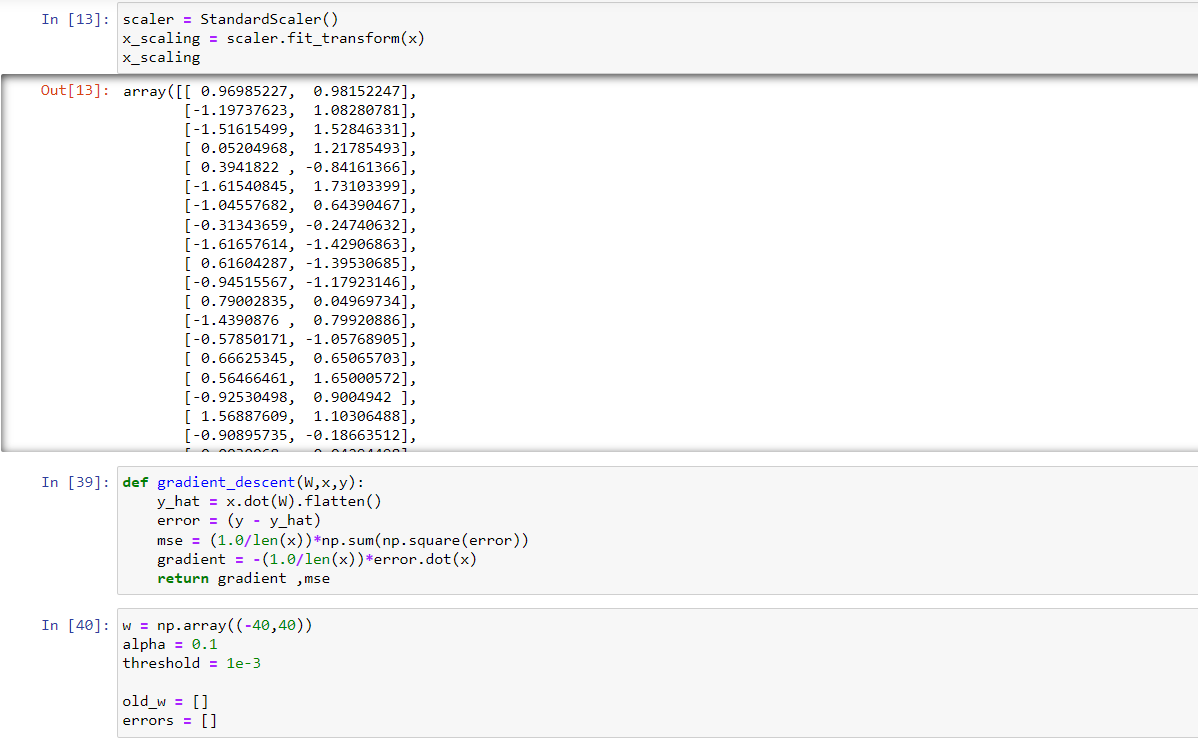 In [13]: scaler = StandardScaler()
x_scaling = scaler.fit_transform(x)
x_scaling
Out[13]: array([[ 0.96985227,  0.98152247],
[-1.19737623,  1.08280781],
[-1.51615499,  1.52846331],
[ 0.05204968,  1.21785493],
[ 0.3941822 , -0.84161366],
[-1.61540845,  1.73103399],
[-1.04557682,  0.64390467],
[-0.31343659, -0.24740632],
[-1.61657614, -1.42906863],
[ 0.61604287, -1.39530685],
[-0.94515567, -1.17923146],
[ 0.79002835,  0.04969734],
[-1.4390876 ,  0.79920886],
[-0.57850171, -1.05768905],
[ 0.66625345,  0.65065703],
[ 0.56466461,  1.65000572],
[-0.92530498,  0.9004942 ],
[ 1.56887609,  1.10306488],
[-0.90895735, -0.18663512],
In [39]: def gradient_descent(W,x,y):
    y_hat = x.dot(W).flatten()
    error = (y - y_hat)
    mse = (1.0/len(x))*np.sum(np.square(error))
    gradient = -(1.0/len(x))*error.dot(x)
    return gradient ,mse
In [40]: w = np.array((-40,40))
alpha = 0.1
threshold = 1e-3
old_w = []
errors = []